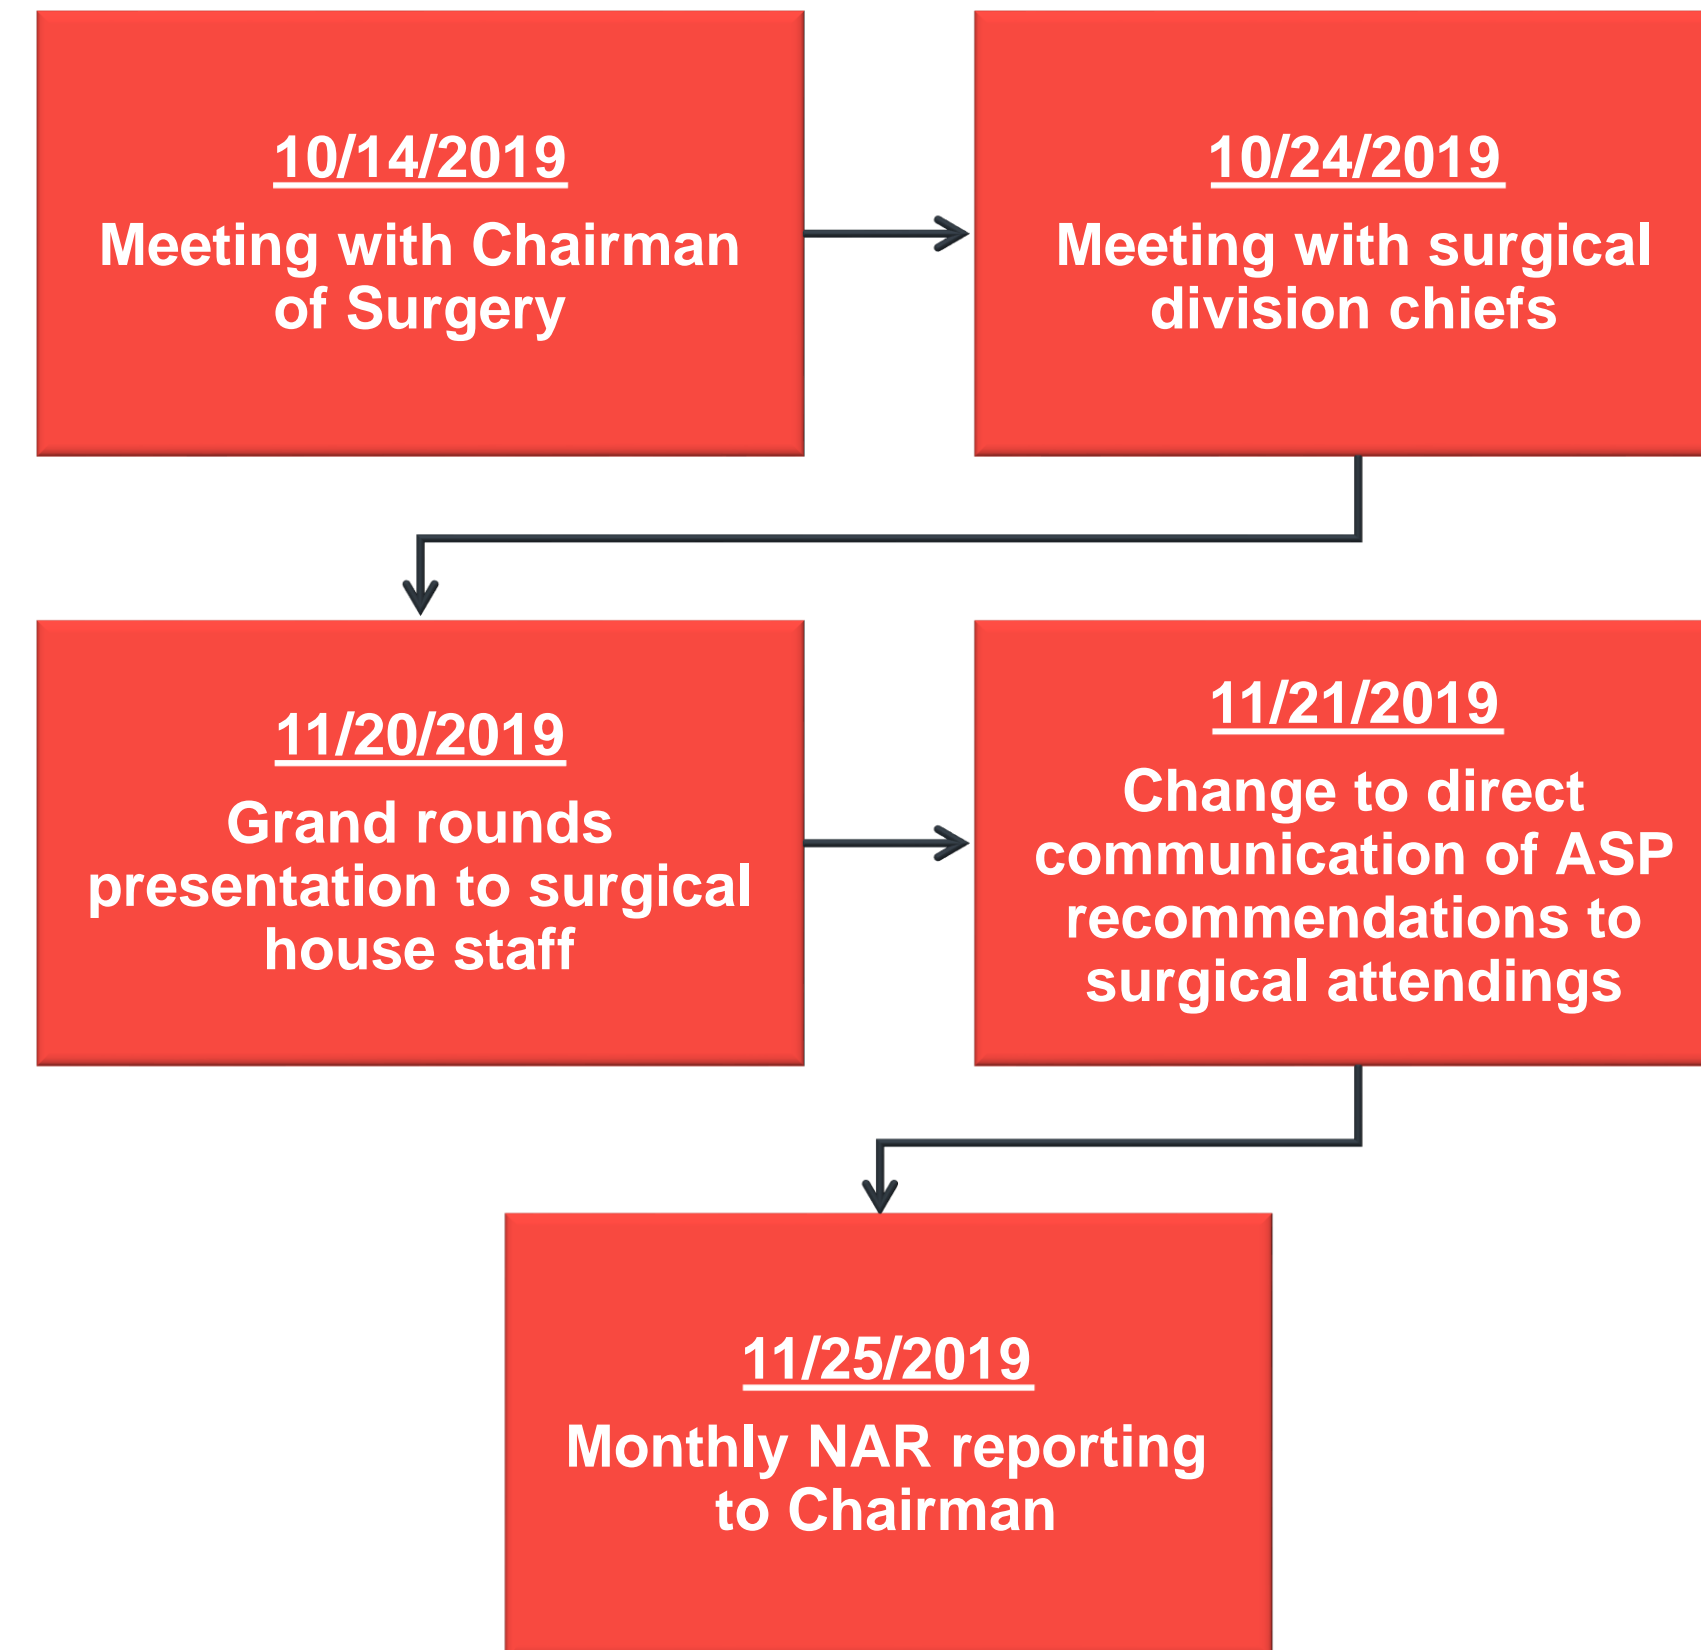 10/14/2019
Meeting with Chairman
of Surgery
10/24/2019
Meeting with surgical
division chiefs
11/20/2019
Grand rounds
presentation to surgical
house staff
11/21/2019
Change to direct
communication of ASP
recommendations to
surgical attendings
11/25/2019
Monthly NAR reporting
to Chairman